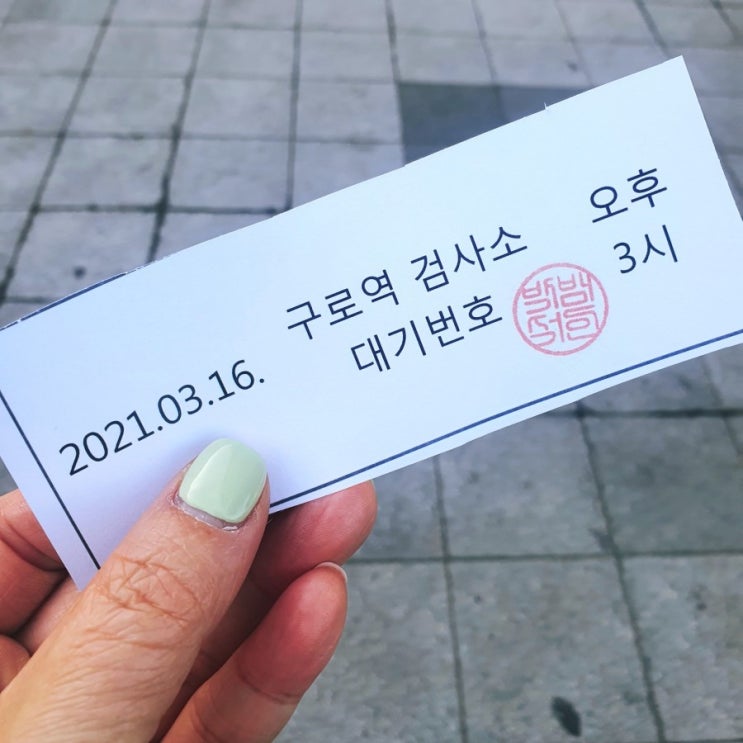 2021.03.16.
구로역 검사소
대기번호
오후
3시